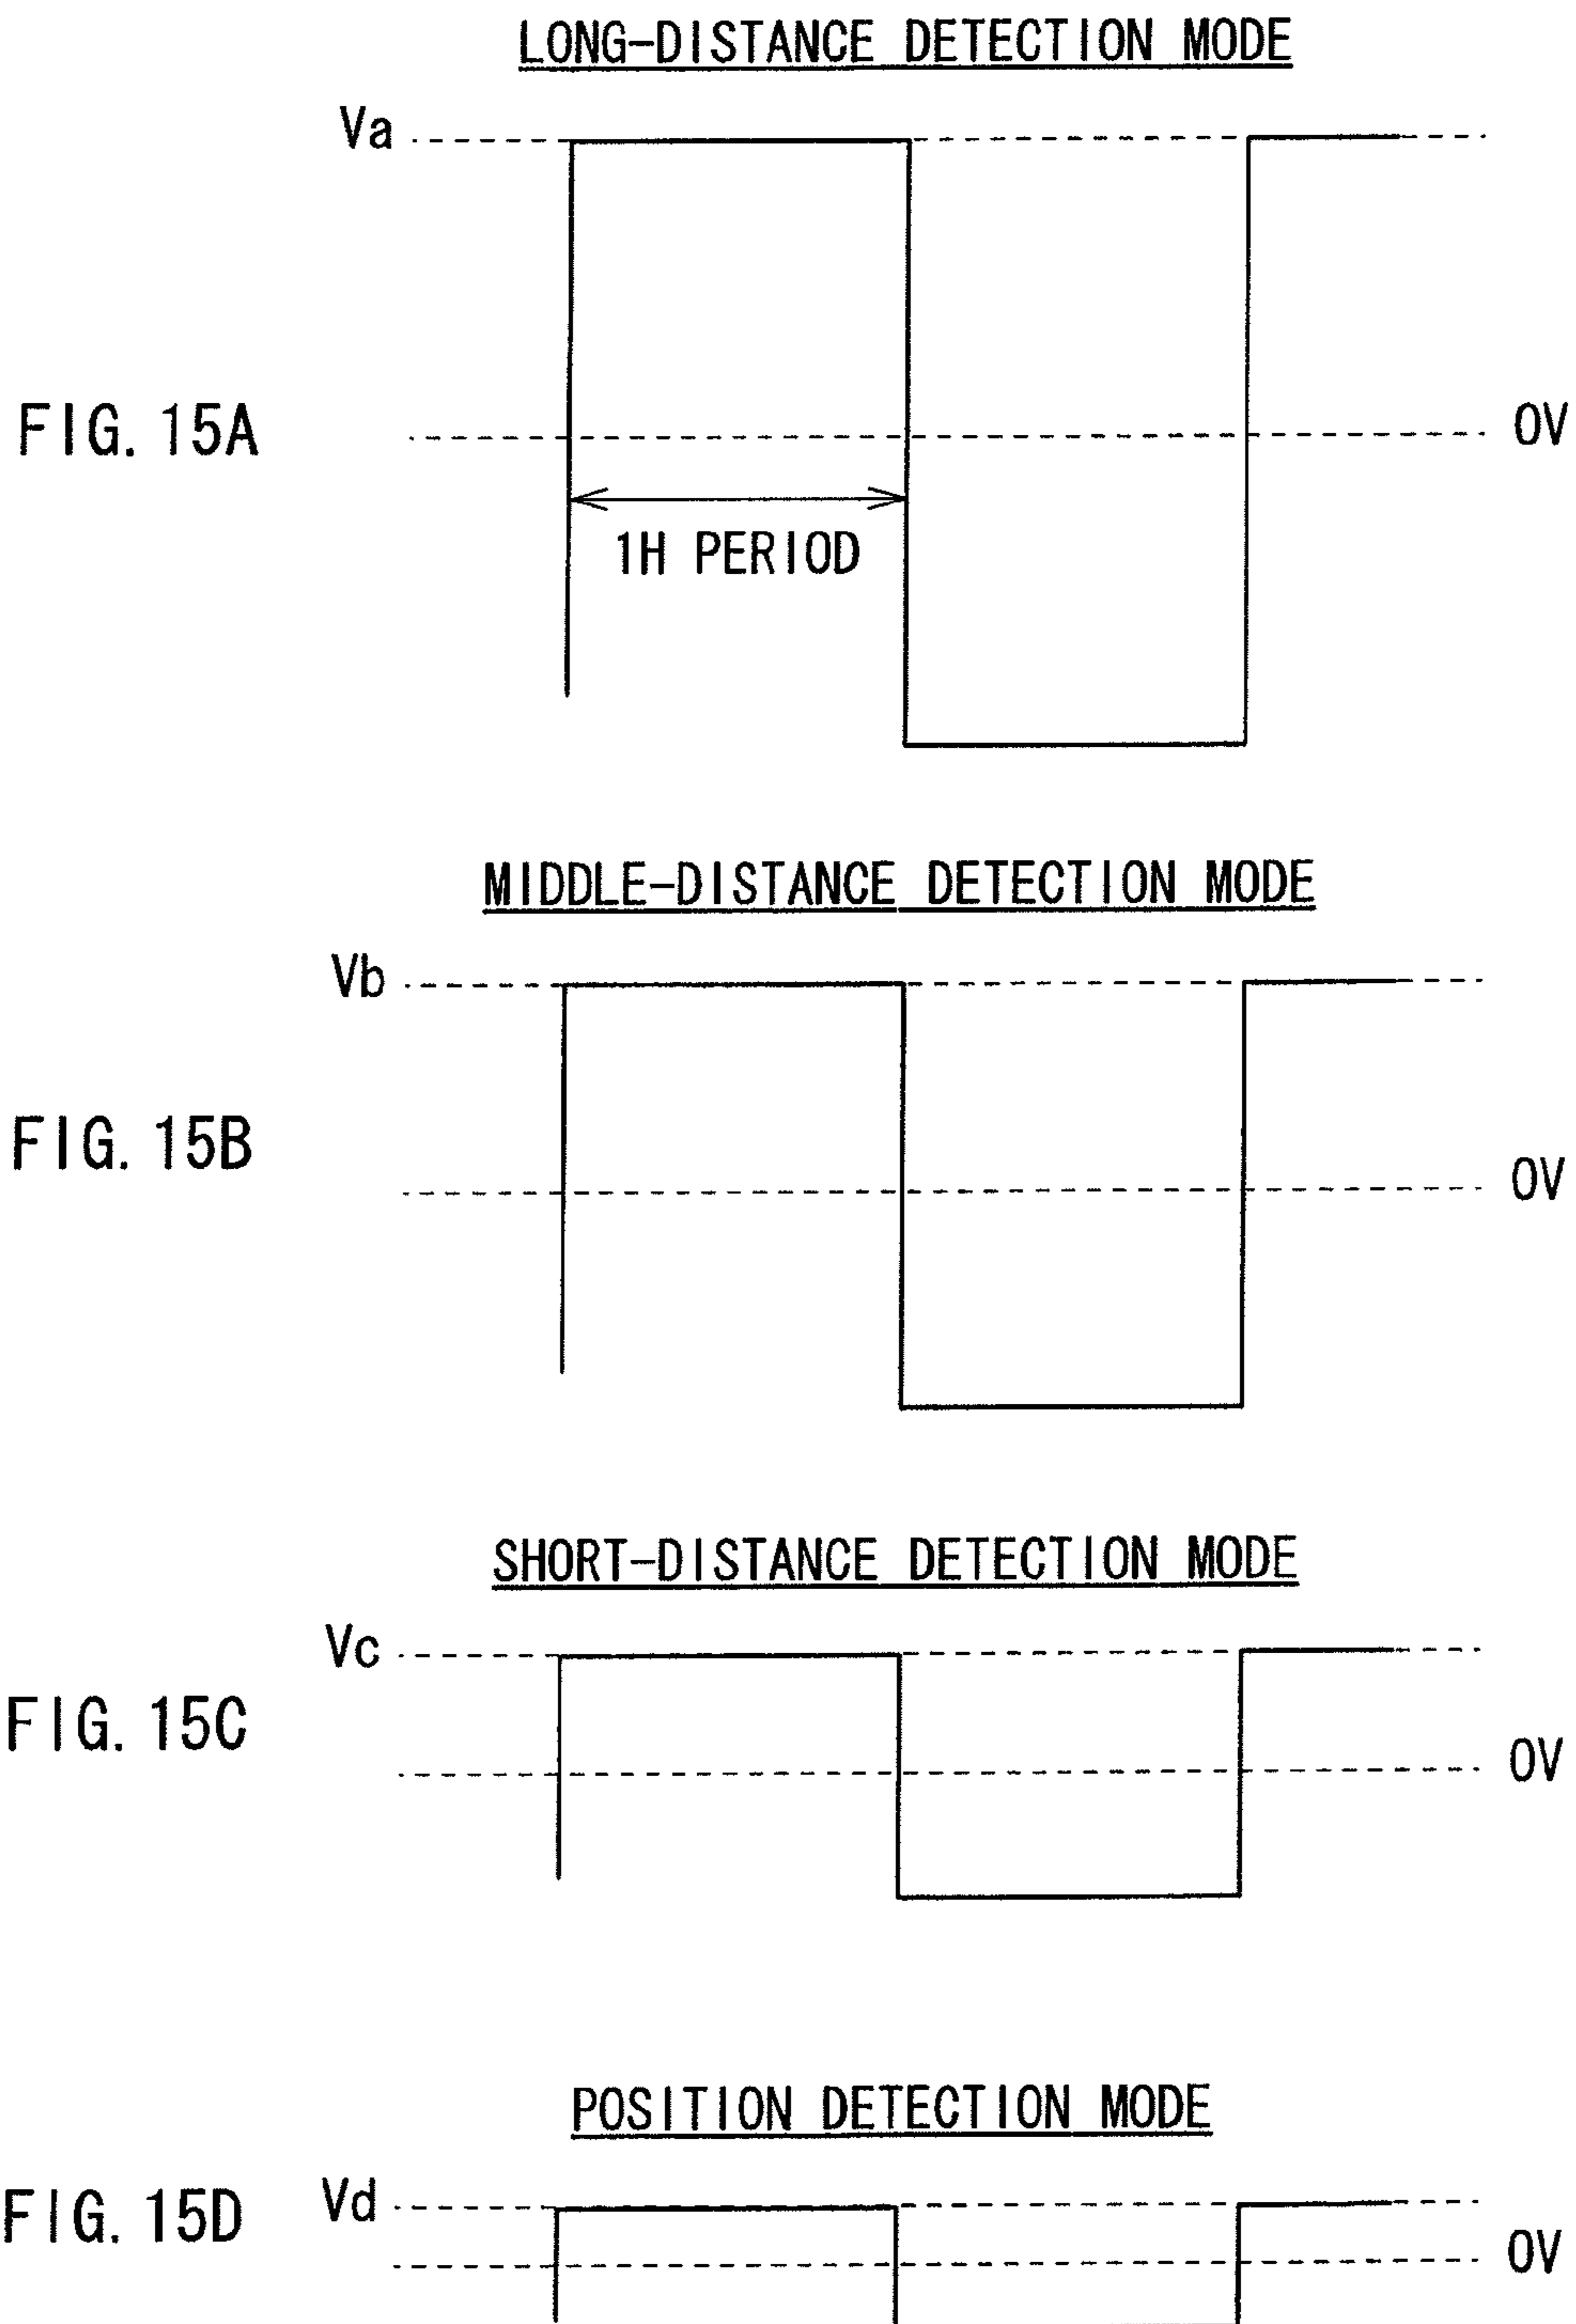 LONG-DISTANCE DETECTION MODE
Va
FIG. 15A
0V
1H PERIOD
MIDDLE-DISTANCE DETECTION MODE
Vb
FIG. 15B
0V
SHORT-DISTANCE DETECTION MODE
Vc
FIG. 15C
0V
POSITION DETECTION MODE
Vd
FIG. 15D
0V